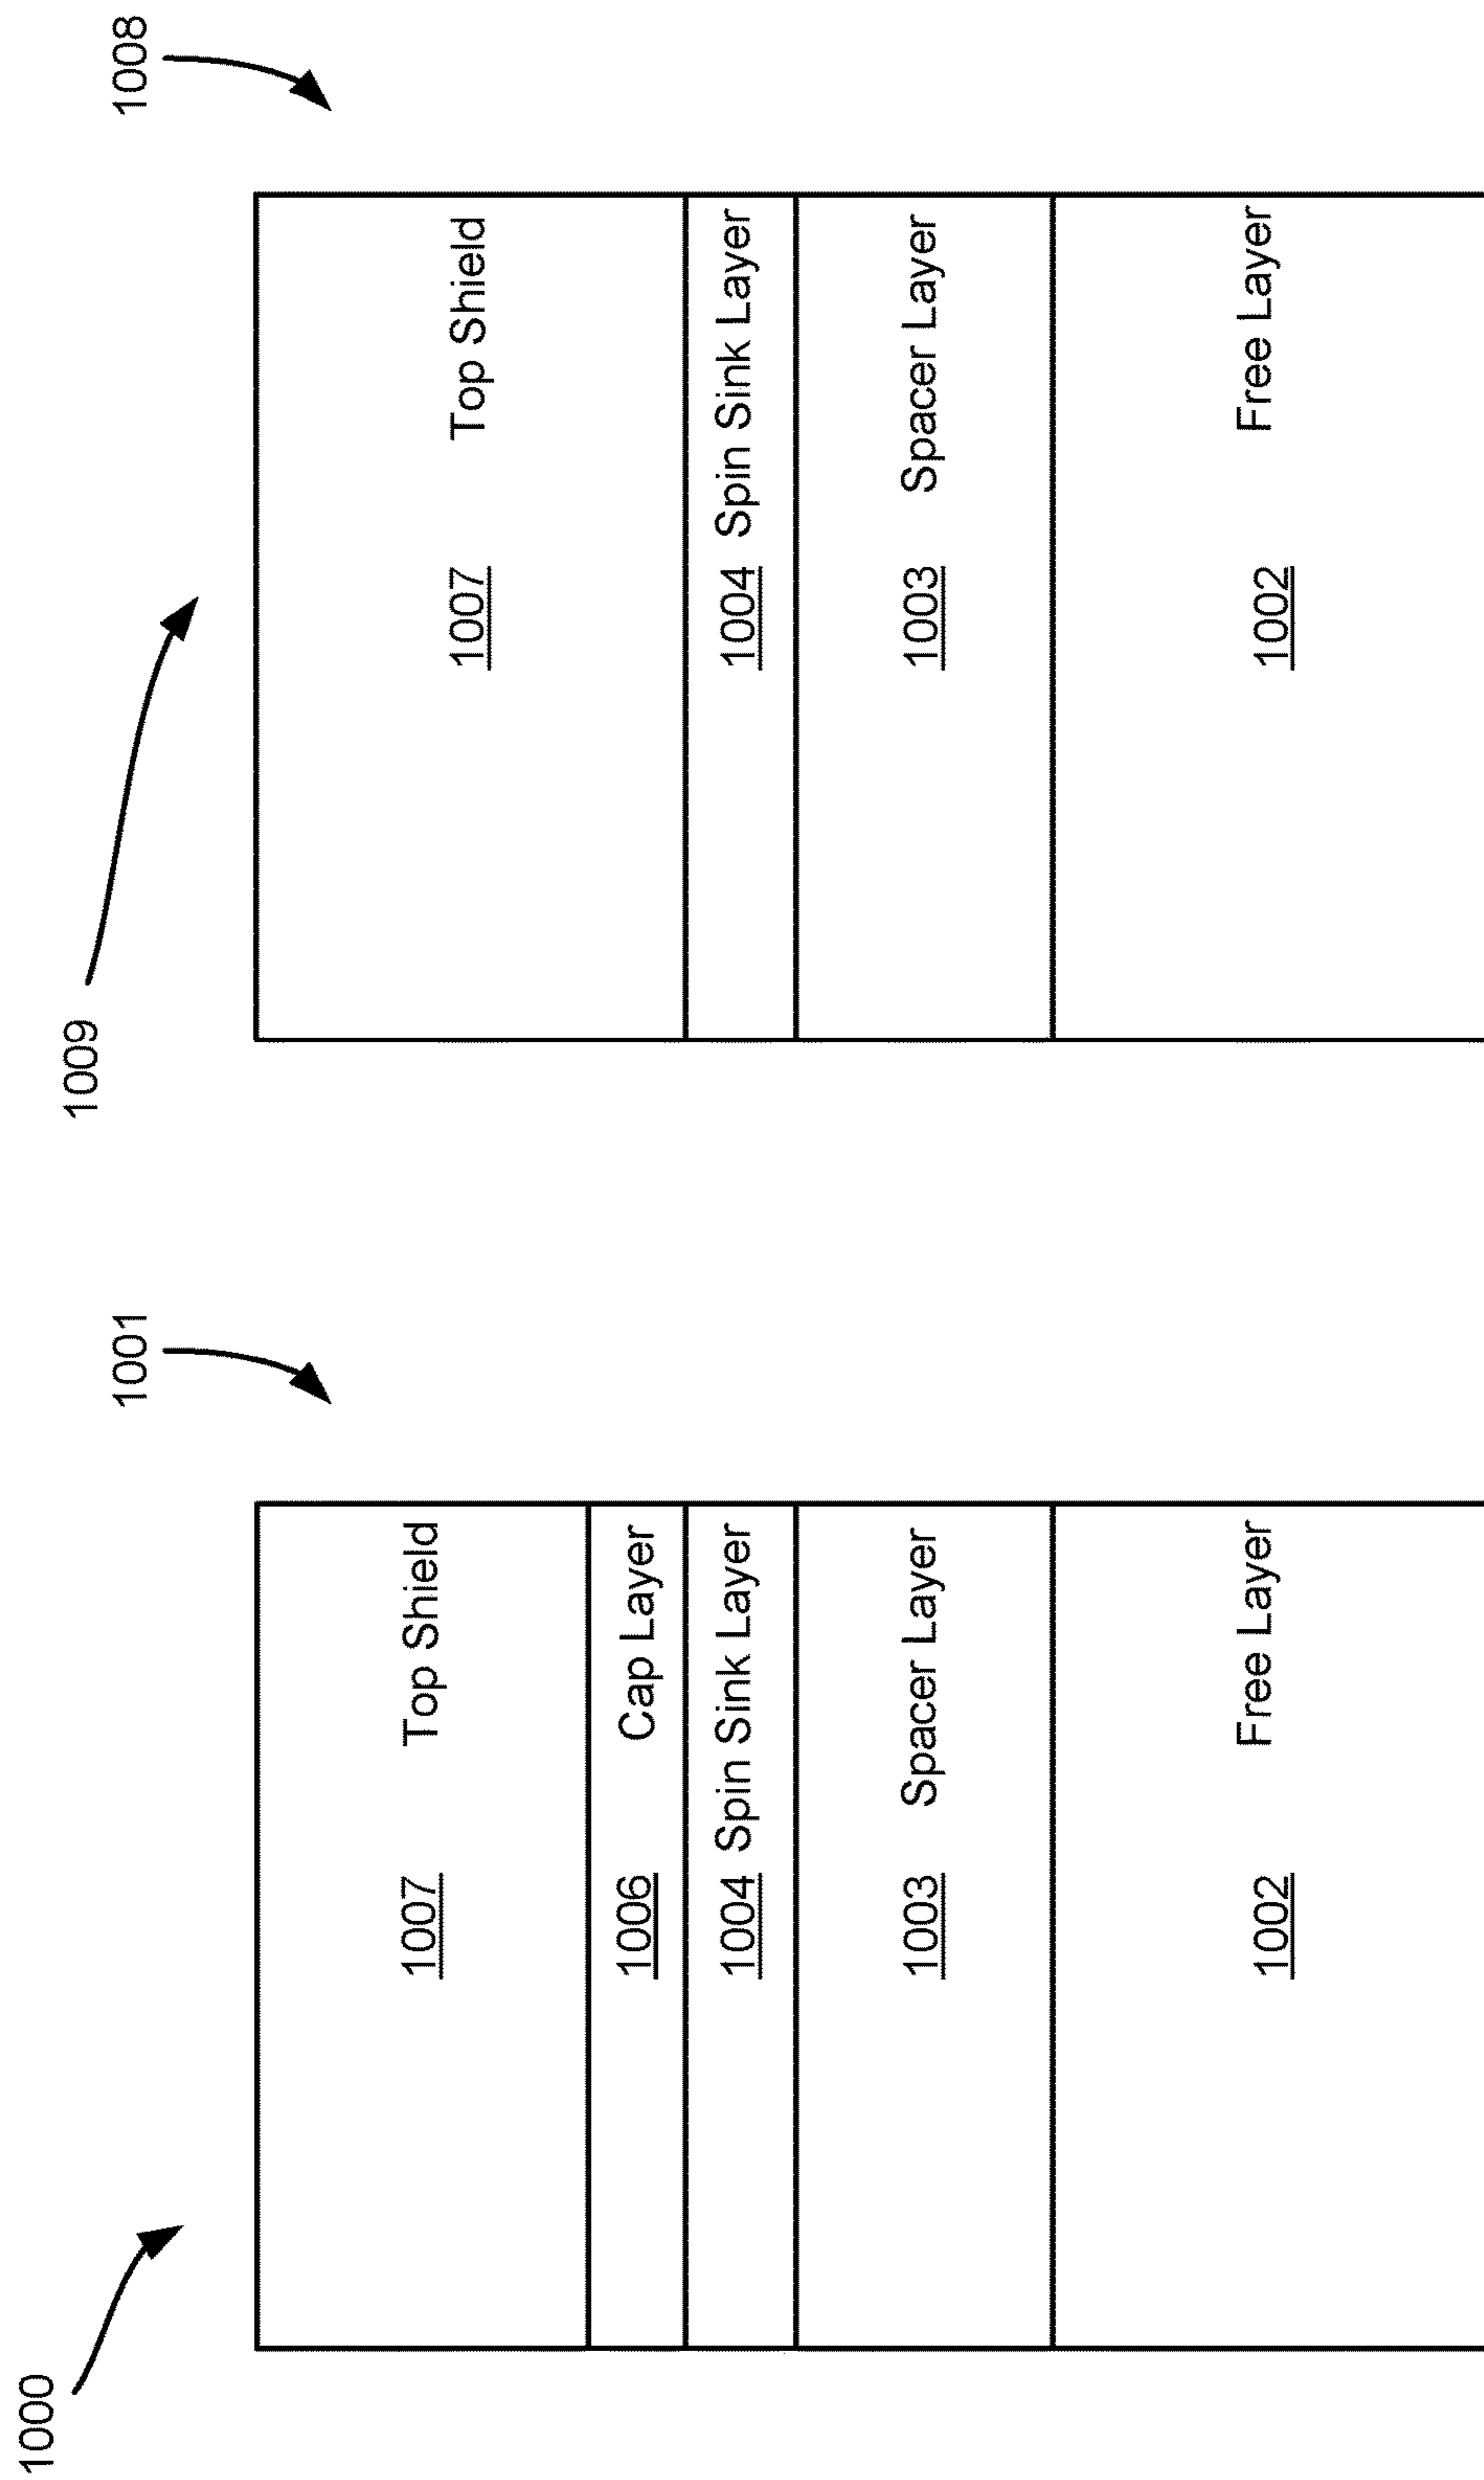 1000
1001
1007 Top Shield
1006 Cap Layer
1004 Spin Sink Layer
1003 Spacer Layer
1002 Free Layer
1009
1008
1007 Top Shield
1004 Spin Sink Layer
1003 Spacer Layer
1002 Free Layer